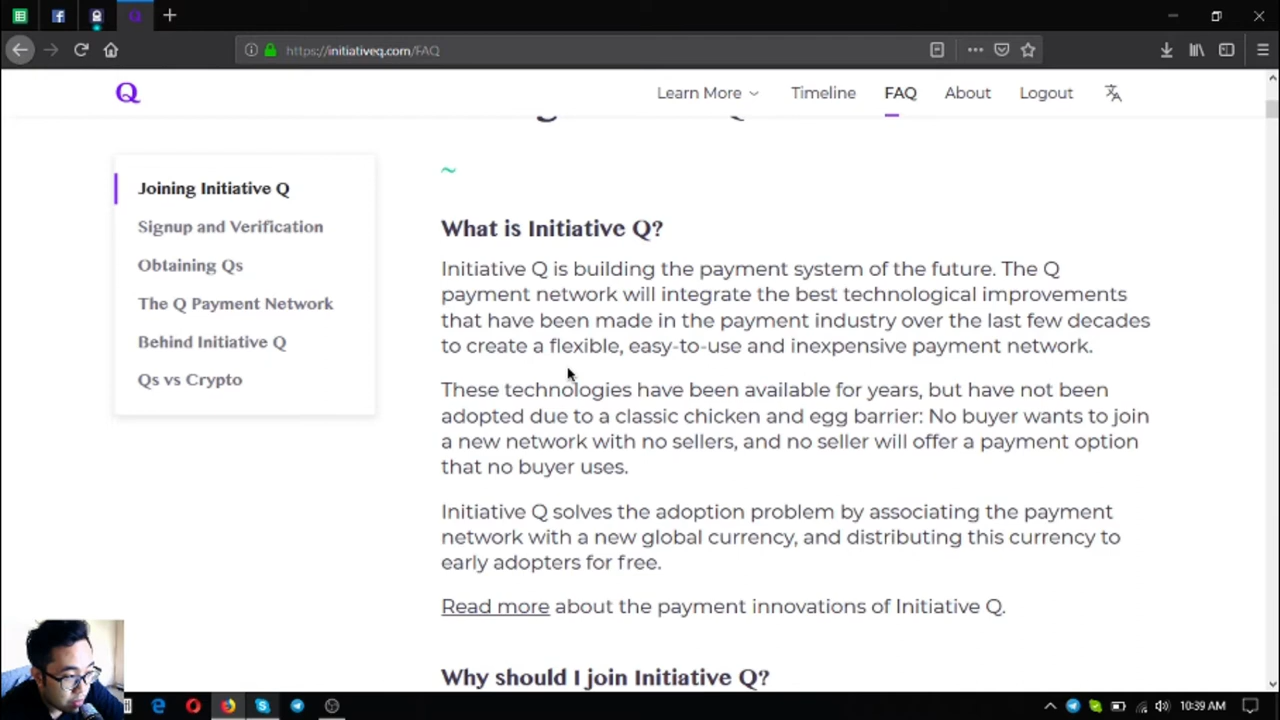 https://initiativeq.com/FAQ
Q
Learn More
Timeline
FAQ
About
Logout
Joining Initiative Q
Signup and Verification
Obtaining Qs
The Q Payment Network
Behind Initiative Q
Qs vs Crypto
~
What is Initiative Q?
Initiative Q is building the payment system of the future. The Q
payment network will integrate the best technological improvements
that have been made in the payment industry over the last few decades
to create a flexible, easy-to-use and inexpensive payment network.
These technologies have been available for years, but have not been
adopted due to a classic chicken and egg barrier: No buyer wants to join
a new network with no sellers, and no seller will offer a payment option
that no buyer uses.
Initiative Q solves the adoption problem by associating the payment
network with a new global currency, and distributing this currency to
early adopters for free.
Read more about the payment innovations of Initiative Q.
Why should I join Initiative Q?
10:39 AM